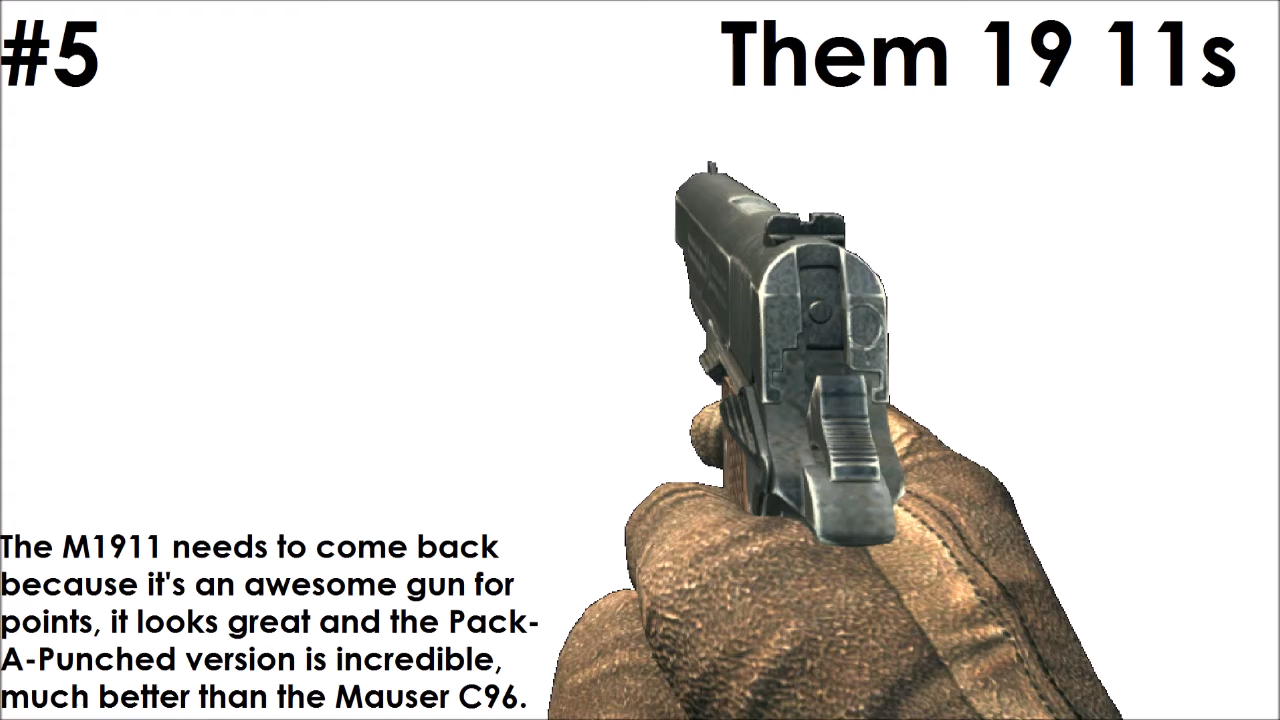 #5
Them 19 11s
The M1911 needs to come back
because it's an awesome gun for
points, it looks great and the Pack-
A-Punched version is incredible,
much better than the Mauser C96.